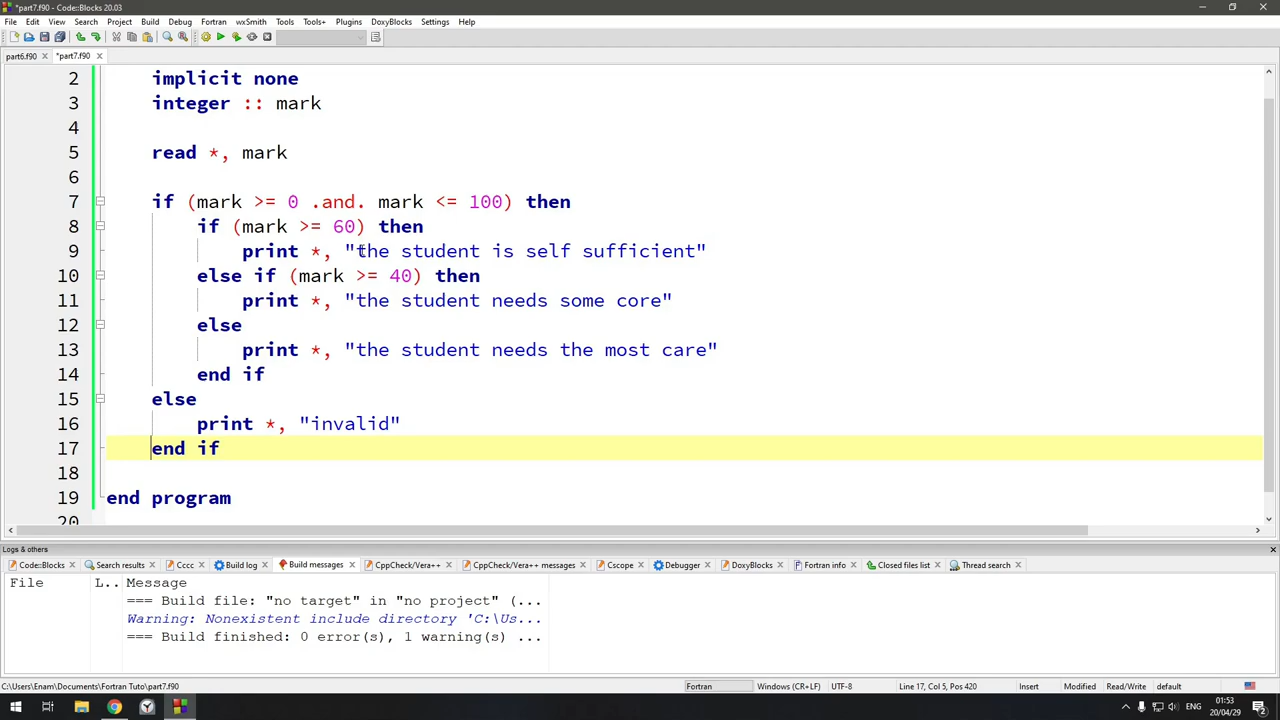 *part7.f90 - Code::Blocks 20.03
File Edit View Search Project Build Debug Fortran wxSmith Tools Tools+ Plugins DoxyBlocks Settings Help
part6.f90 *part7.f90
2 implicit none
3 integer :: mark
4
5 read *, mark
6
7 if (mark >= 0 .and. mark <= 100) then
8 if (mark >= 60) then
9 print *, "the student is self sufficient"
10 else if (mark >= 40) then
11 print *, "the student needs some core"
12 else
13 print *, "the student needs the most care"
14 end if
15 else
16 print *, "invalid"
17 end if
18
19 end program
20
Logs & others
Code::Blocks Search results Cccc Build log Build messages CppCheck/Vera++ CppCheck/Vera++ messages Cscope Debugger DoxyBlocks Fortran info Closed files list Thread search
File L.. Message
=== Build file: "no target" in "no project" (...
Warning: Nonexistent include directory 'C:\Us...
=== Build finished: 0 error(s), 1 warning(s) ...
C:\Users\Enam\Documents\Fortran Tuto\part7.f90 Fortran Windows (CR+LF) UTF-8 Line 17, Col 5, Pos 420 Insert Modified Read/Write default
ENG 01:53
20/04/29